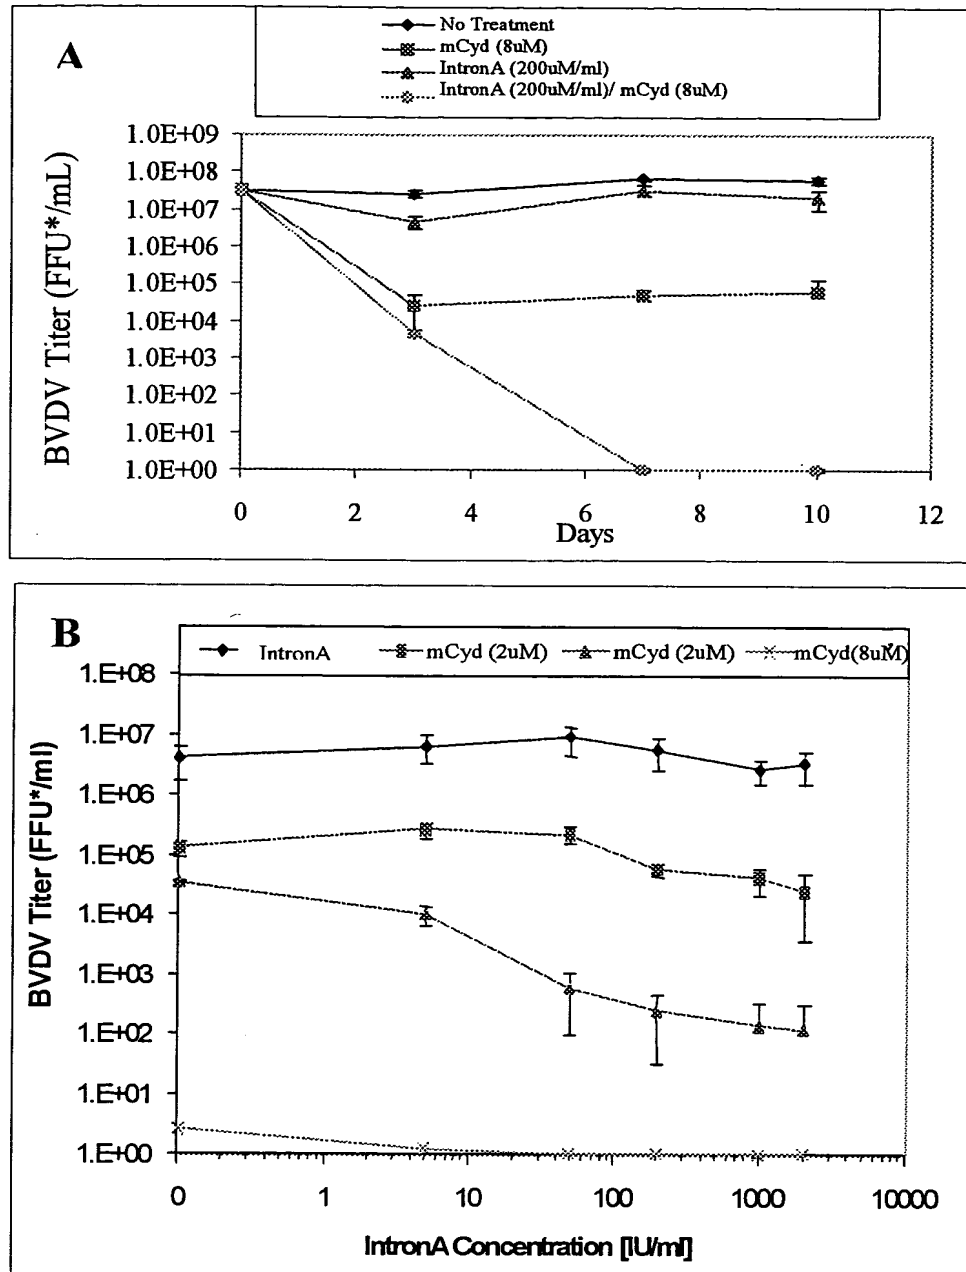 A
No Treatment
mCyd (8uM)
IntronA (200uM/ml)
IntronA (200uM/ml)/ mCyd (8uM)
BVDV Titer (FFU*/mL)
1.0E+09
1.0E+08
1.0E+07
1.0E+06
1.0E+05
1.0E+04
1.0E+03
1.0E+02
1.0E+01
1.0E+00
0 2 4 6 8 10 12
Days
B
IntronA mCyd (2uM) mCyd (2uM) mCyd(8uM)
BVDV Titer (FFU*/ml)
1.E+08
1.E+07
1.E+06
1.E+05
1.E+04
1.E+03
1.E+02
1.E+01
1.E+00
0 1 10 100 1000 10000
IntronA Concentration [IU/ml]